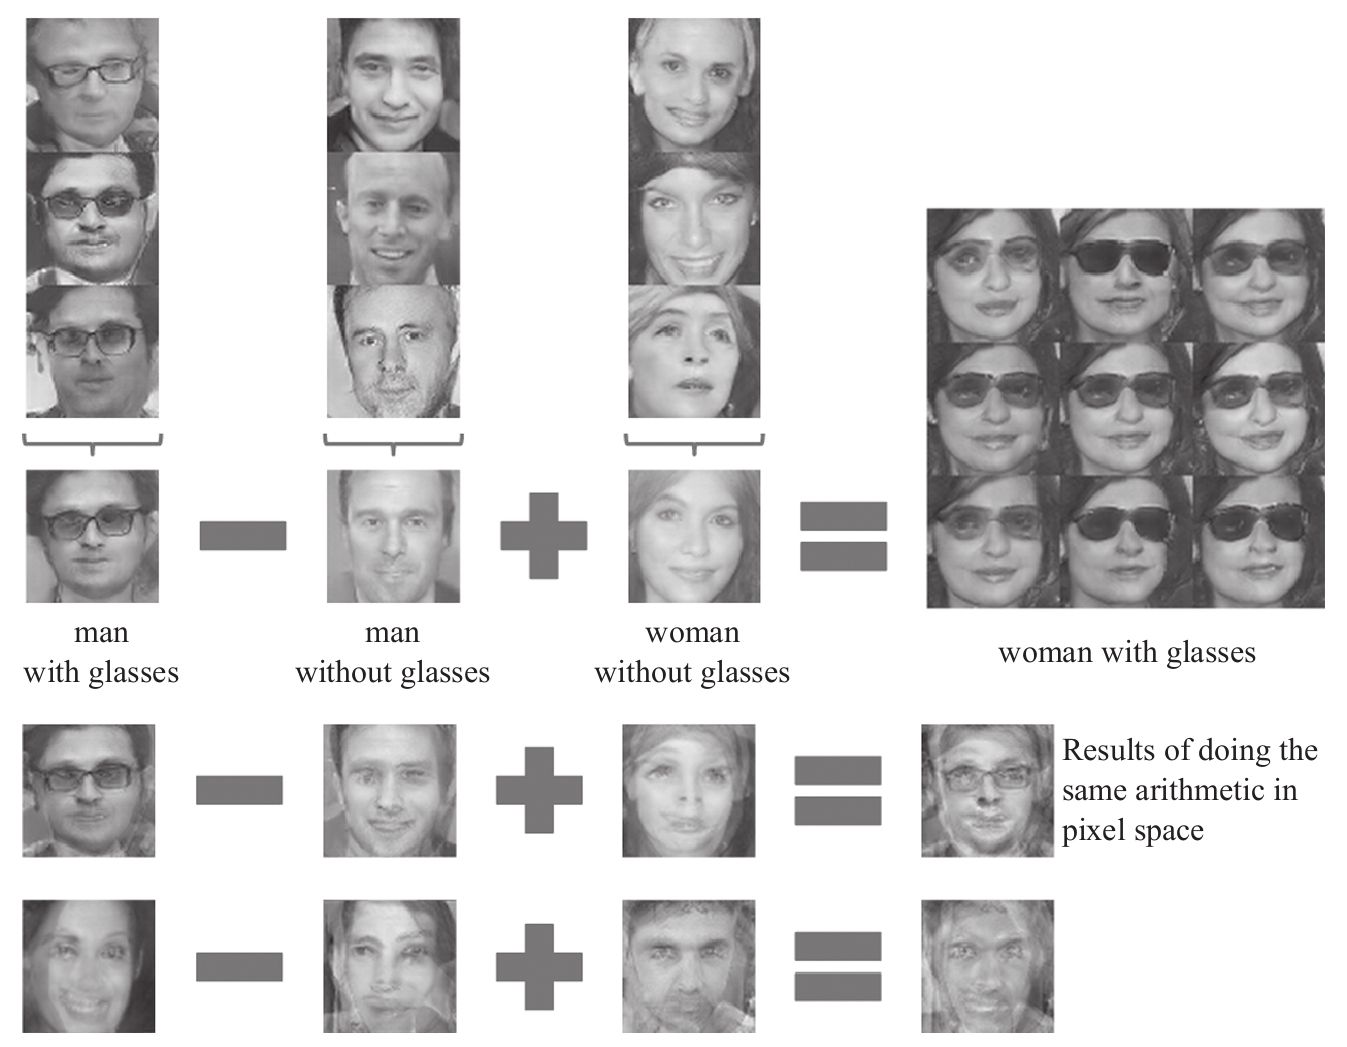 man
with glasses
man
without glasses
woman
without glasses
woman with glasses
Results of doing the
same arithmetic in
pixel space